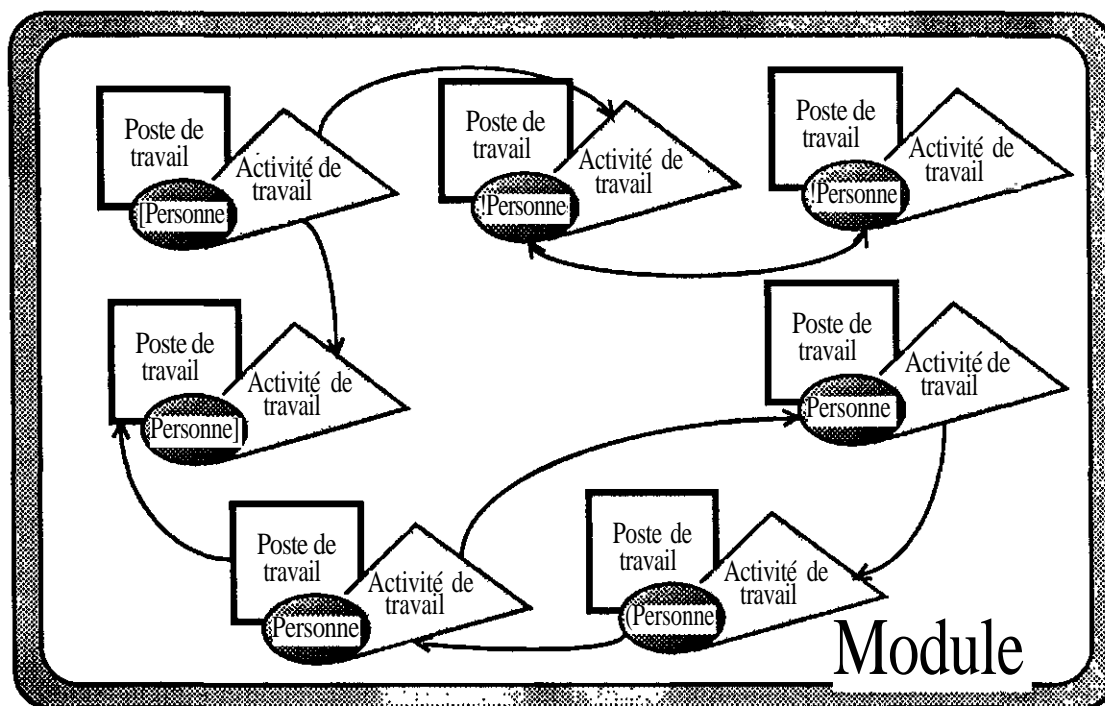 Poste de
travail
Activité de
travail
[Personne
Poste de
travail
Activité de
travail
!Personne
Poste de
travail
Activité de
travail
!Personne
Poste de
travail
Activité de
travail
[Personne]
Poste de
travail
Activité de
travail
Personne
Poste de
travail
Activité de
travail
Personne
Poste de
travail
Activité de
travail
(Personne
Module